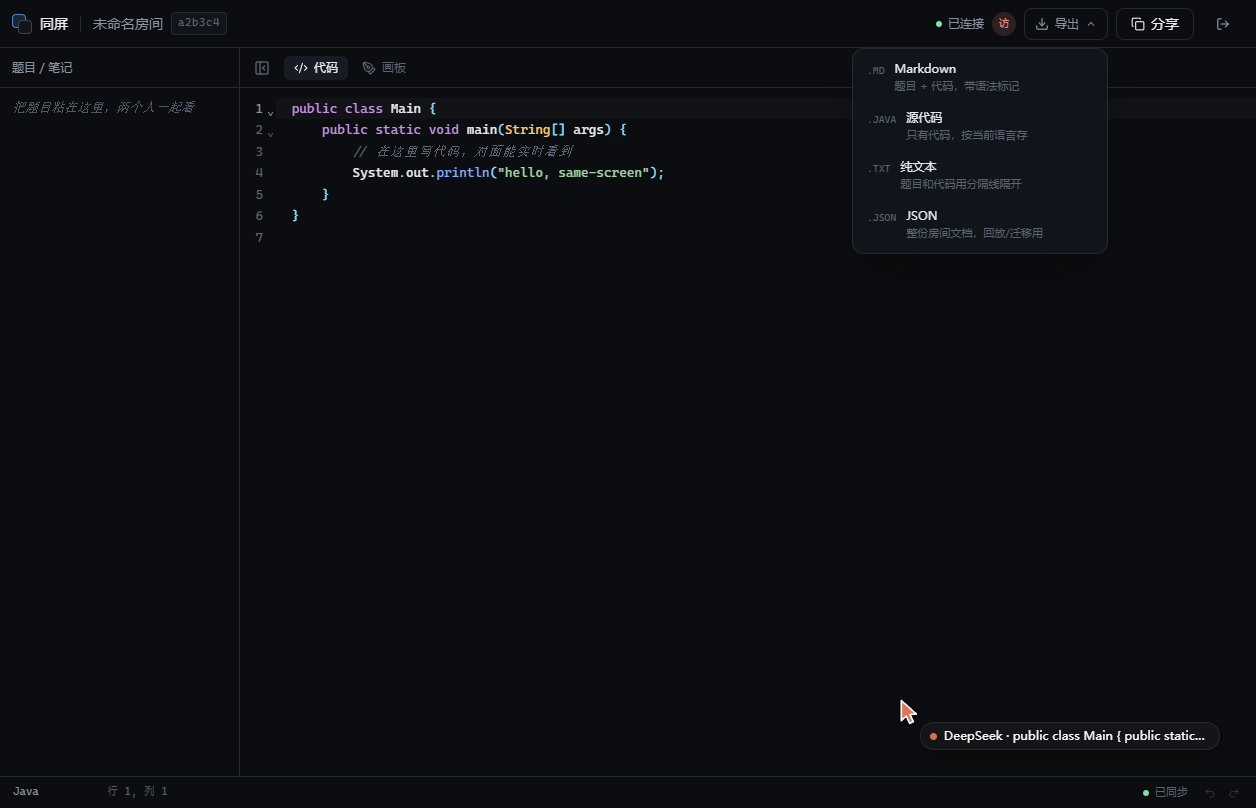 同屏 未命名房间 a2b3c4 已连接 访 导出 分享
题目 / 笔记
把题目粘在这里，两个人一起看
代码 画板
1 public class Main {
2 public static void main(String[] args) {
3 // 在这里写代码，对面能实时看到
4 System.out.println("hello, same-screen");
5 }
6 }
7
.MD Markdown
题目 + 代码，带语法标记
.JAVA 源代码
只有代码，按当前语言存
.TXT 纯文本
题目和代码用分隔线隔开
.JSON JSON
整份房间文档，回放/迁移用
DeepSeek · public class Main { public static...
Java 行 1, 列 1 已同步